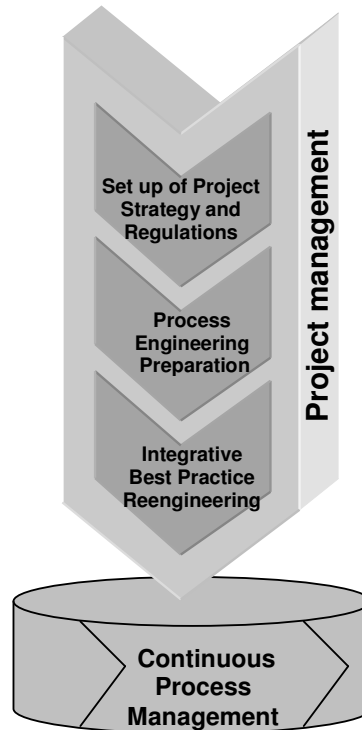 Set up of Project
Strategy and
Regulations
Process
Engineering
Preparation
Integrative
Best Practice
Reengineering
Project management
Continuous
Process
Management